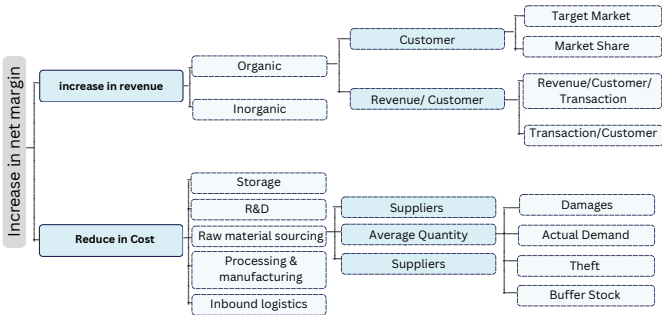 Increase in net margin
increase in revenue
Organic
Inorganic
Customer
Revenue/ Customer
Target Market
Market Share
Revenue/Customer/
Transaction
Transaction/Customer
Reduce in Cost
Storage
R&D
Raw material sourcing
Processing &
manufacturing
Inbound logistics
Suppliers
Average Quantity
Suppliers
Damages
Actual Demand
Theft
Buffer Stock